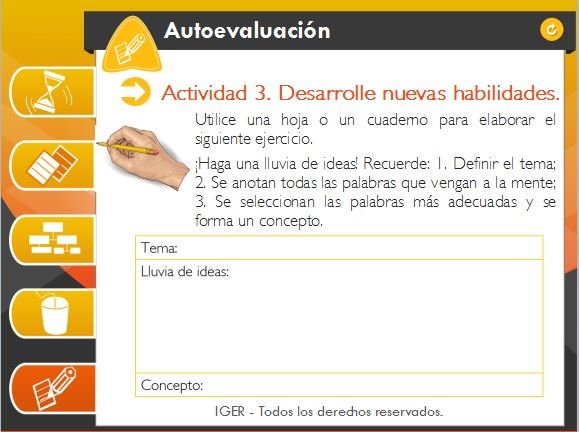 Autoevaluación
Actividad 3. Desarrolle nuevas habilidades.
Utilice una hoja o un cuaderno para elaborar el
siguiente ejercicio.
¡Haga una lluvia de ideas! Recuerde: 1. Definir el tema;
2. Se anotan todas las palabras que vengan a la mente;
3. Se seleccionan las palabras más adecuadas y se
forma un concepto.
Tema:
Lluvia de ideas:
Concepto:
IGER - Todos los derechos reservados.